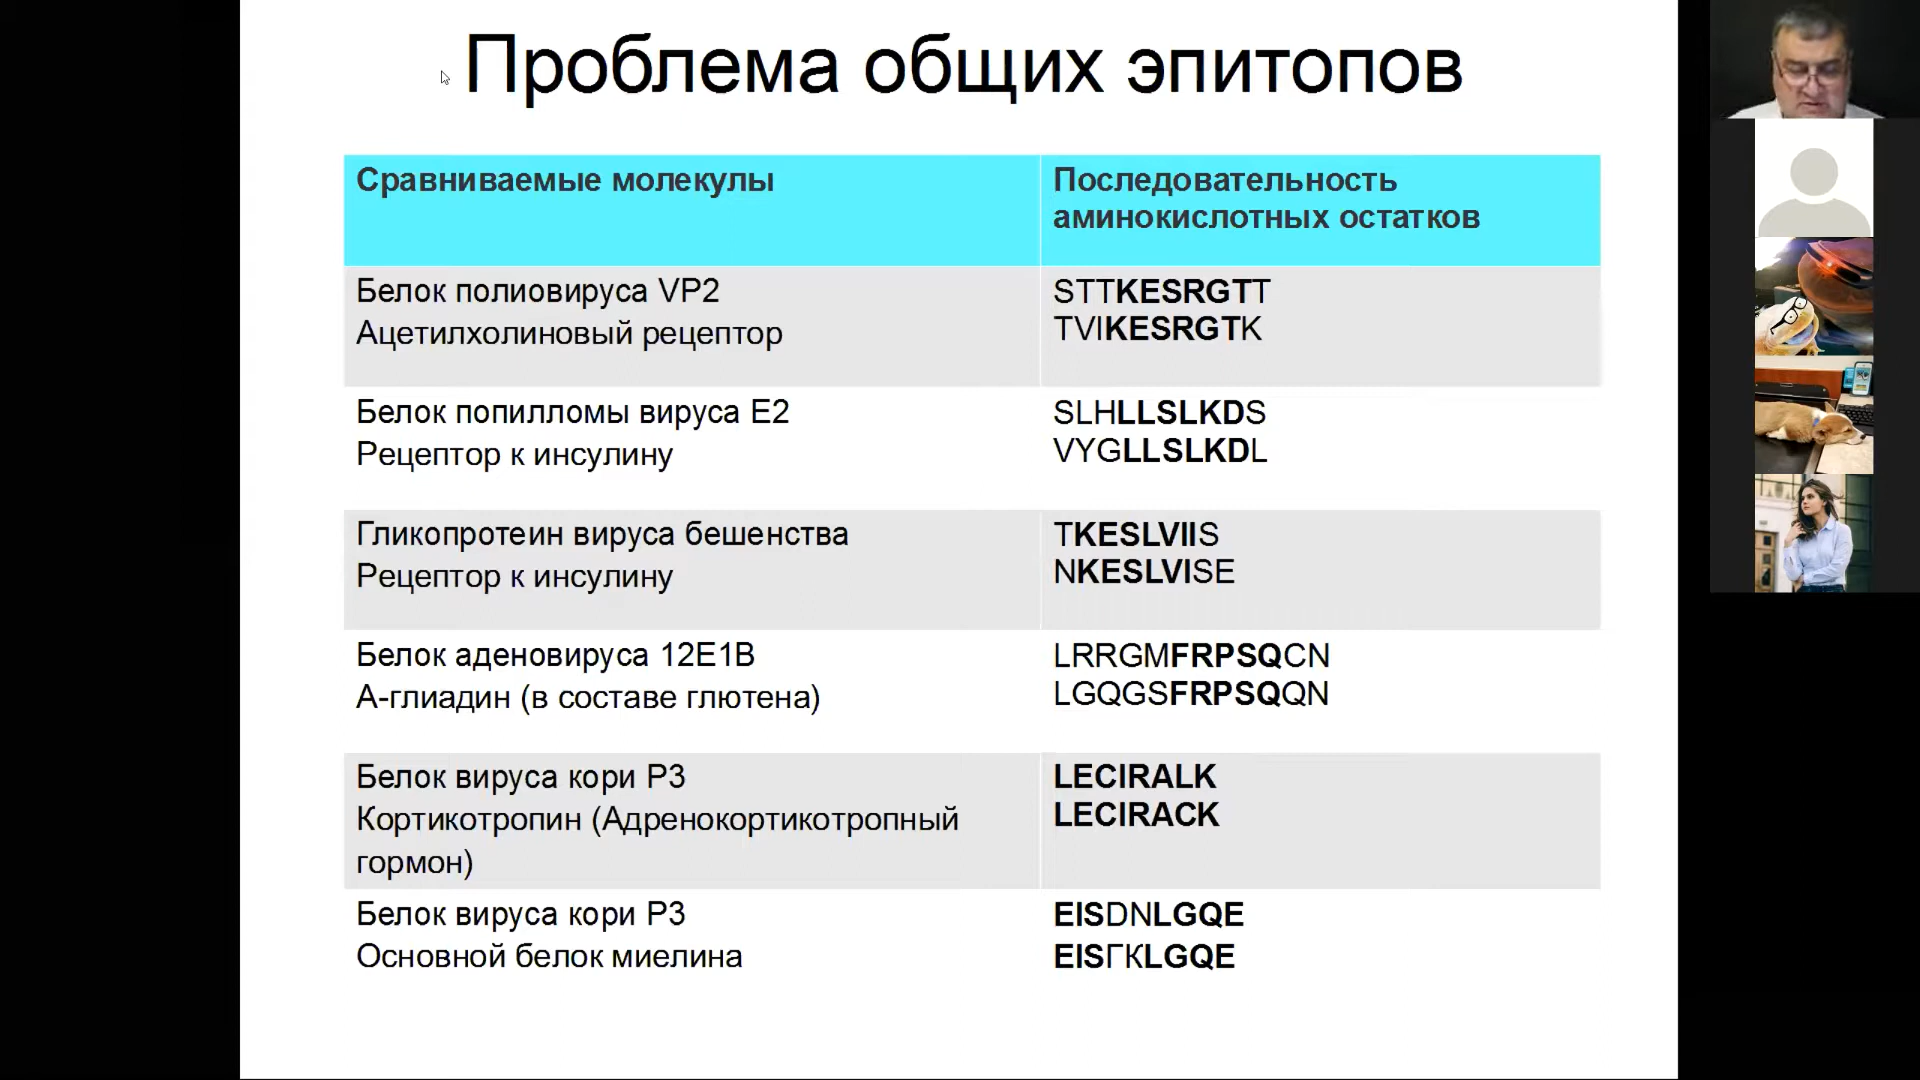 Проблема общих эпитопов
Сравниваемые молекулы
Последовательность
аминокислотных остатков
Белок полиовируса VP2
Ацетилхолиновый рецептор
STTKESRGTT
TVIKESRGTK
Белок попилломы вируса Е2
Рецептор к инсулину
SLHLLSLKDS
VYGLLSLKDL
Гликопротеин вируса бешенства
Рецептор к инсулину
TKESLVIIS
NKESLVISE
Белок аденовируса 12Е1В
А-глиадин (в составе глютена)
LRRGMFRPSQCN
LGQGSFRPSQQN
Белок вируса кори Р3
Кортикотропин (Адренокортикотропный
гормон)
LECIRALK
LECIRACK
Белок вируса кори Р3
Основной белок миелина
EISDNLGQE
EISГКLGQE